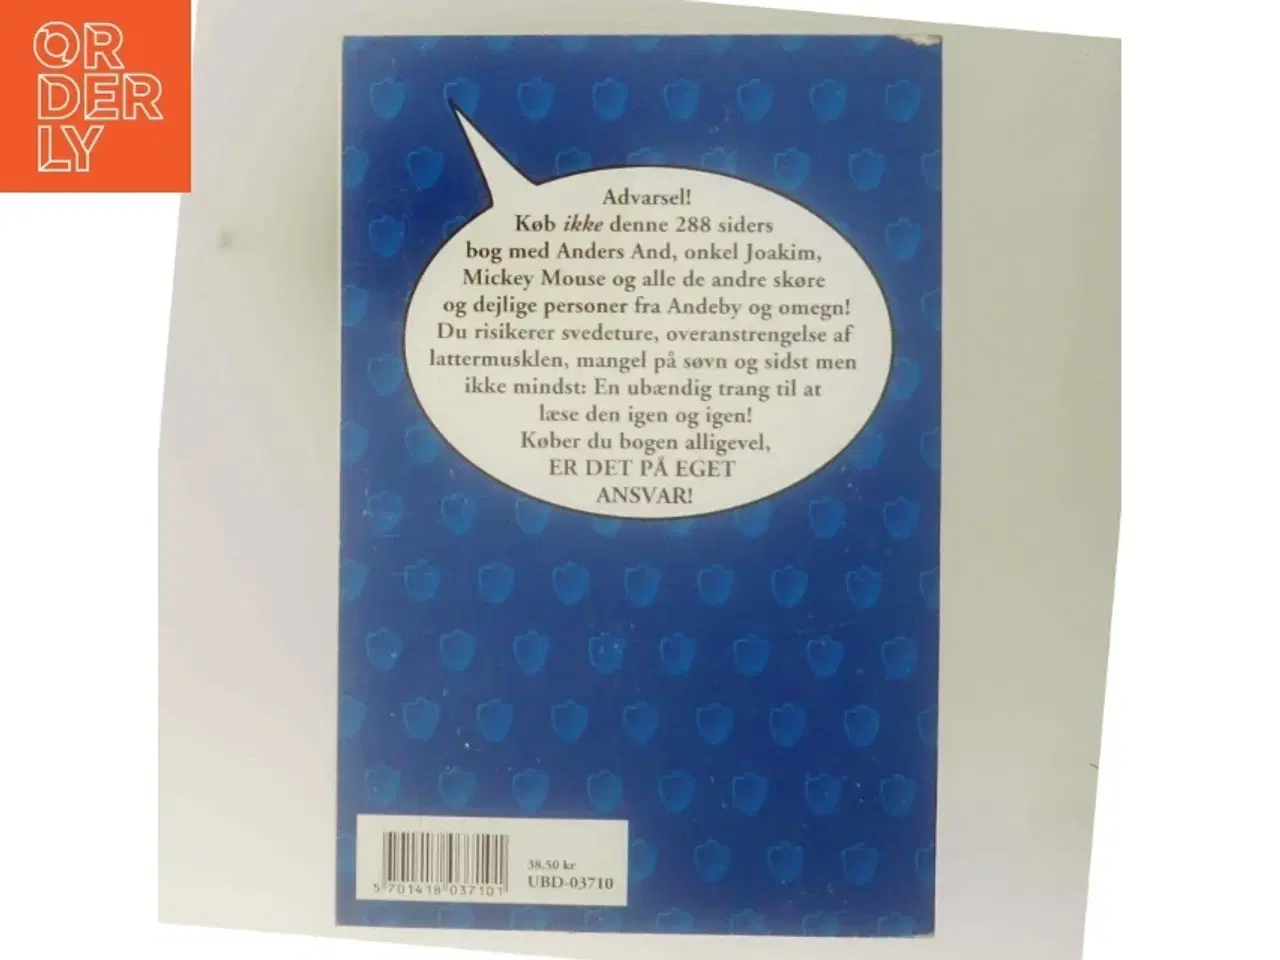 OR
DER
LY
Advarsel!
Køb ikke denne 288 siders
bog med Anders And, onkel Joakim,
Mickey Mouse og alle de andre skøre
og dejlige personer fra Andeby og omegn!
Du risikerer svedeture, overanstrengelse af
lattermusklen, mangel på søvn og sidst men
ikke mindst: En ubændig trang til at
læse den igen og igen!
Køber du bogen alligevel,
ER DET PÅ EGET
ANSVAR!
38.50 kr
UBD-03710
5 701418 037101